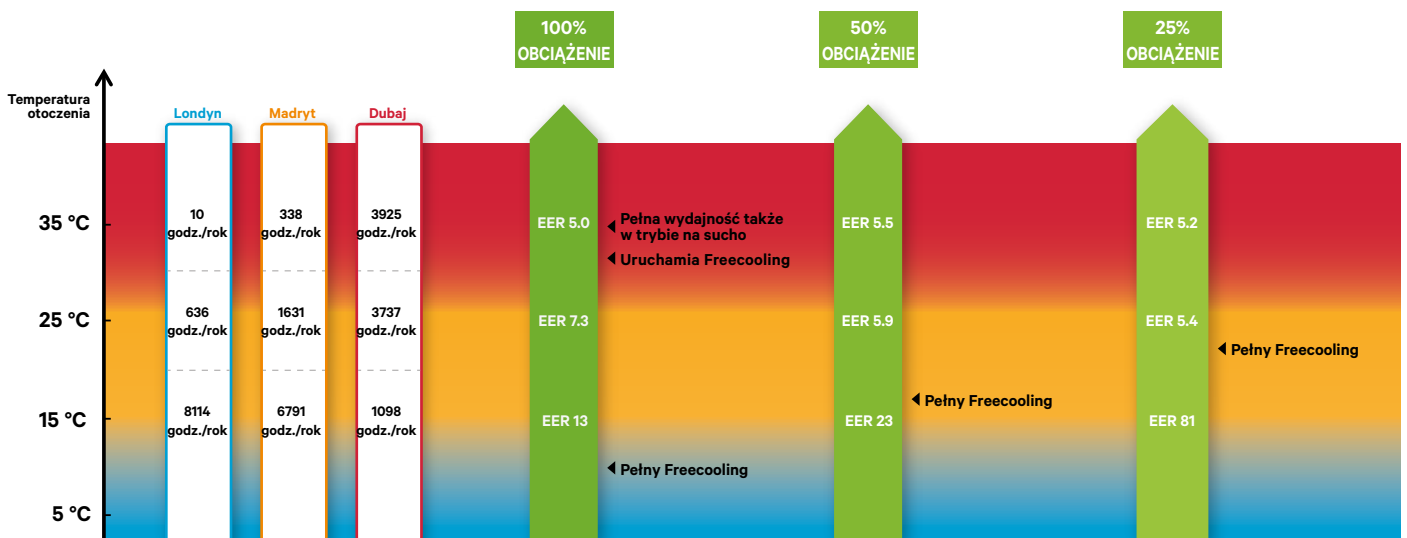 100%
OBCIĄŻENIE
50%
OBCIĄŻENIE
25%
OBCIĄŻENIE
Temperatura
otoczenia
Londyn
Madryt
Dubaj
35 °C
10
godz./rok
338
godz./rok
3925
godz./rok
EER 5.0
Pełna wydajność także
w trybie na sucho
Uruchamia Freecooling
EER 5.5
EER 5.2
25 °C
636
godz./rok
1631
godz./rok
3737
godz./rok
EER 7.3
EER 5.9
EER 5.4
Pełny Freecooling
15 °C
8114
godz./rok
6791
godz./rok
1098
godz./rok
EER 13
Pełny Freecooling
EER 23
Pełny Freecooling
EER 81
5 °C